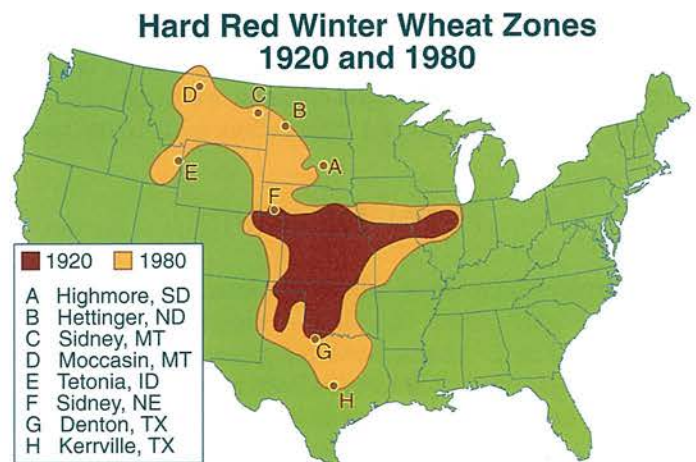 Hard Red Winter Wheat Zones
1920 and 1980
D
C
B
A
E
F
G
H
1920 1980
A Highmore, SD
B Hettinger, ND
C Sidney, MT
D Moccasin, MT
E Tetonia, ID
F Sidney, NE
G Denton, TX
H Kerrville, TX